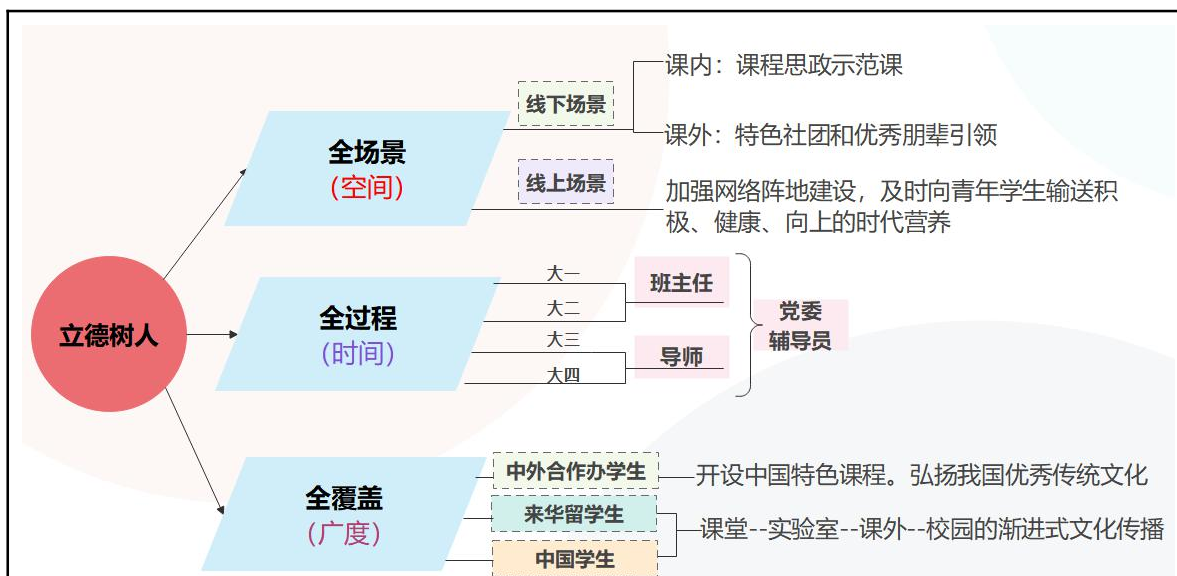 立德树人
全场景
(空间)
线下场景
课内：课程思政示范课
课外：特色社团和优秀朋辈引领
线上场景
加强网络阵地建设，及时向青年学生输送积
极、健康、向上的时代营养
全过程
(时间)
大一
大二
大三
大四
班主任
导师
党委
辅导员
全覆盖
(广度)
中外合作办学生
开设中国特色课程。弘扬我国优秀传统文化
来华留学生
中国学生
课堂--实验室--课外--校园的渐进式文化传播